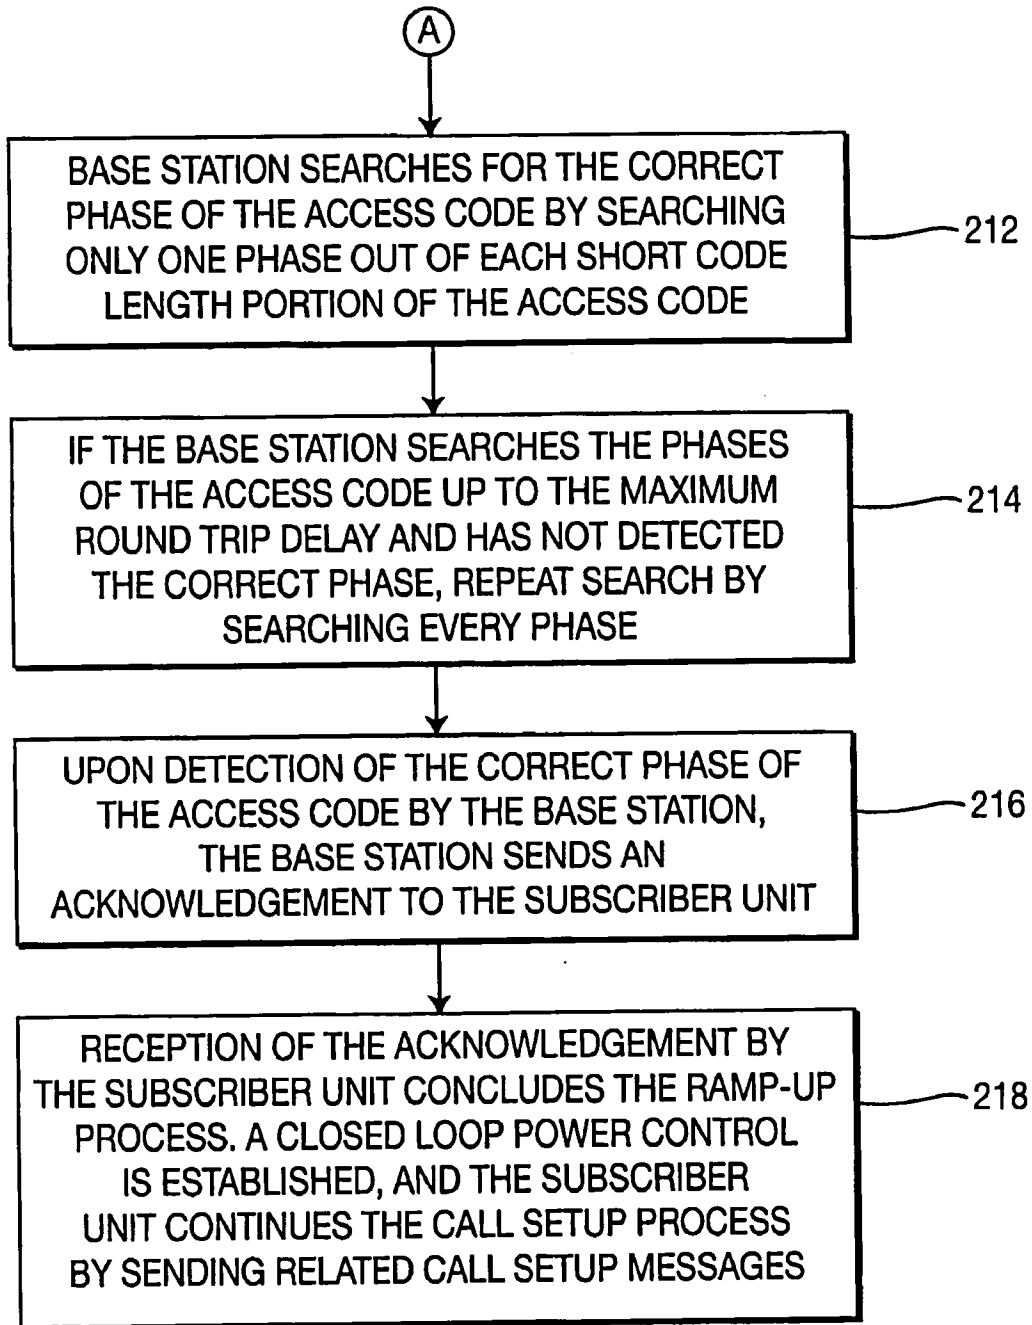 A
BASE STATION SEARCHES FOR THE CORRECT
PHASE OF THE ACCESS CODE BY SEARCHING
ONLY ONE PHASE OUT OF EACH SHORT CODE
LENGTH PORTION OF THE ACCESS CODE
212
IF THE BASE STATION SEARCHES THE PHASES
OF THE ACCESS CODE UP TO THE MAXIMUM
ROUND TRIP DELAY AND HAS NOT DETECTED
THE CORRECT PHASE, REPEAT SEARCH BY
SEARCHING EVERY PHASE
214
UPON DETECTION OF THE CORRECT PHASE OF
THE ACCESS CODE BY THE BASE STATION,
THE BASE STATION SENDS AN
ACKNOWLEDGEMENT TO THE SUBSCRIBER UNIT
216
RECEPTION OF THE ACKNOWLEDGEMENT BY
THE SUBSCRIBER UNIT CONCLUDES THE RAMP-UP
PROCESS. A CLOSED LOOP POWER CONTROL
IS ESTABLISHED, AND THE SUBSCRIBER
UNIT CONTINUES THE CALL SETUP PROCESS
BY SENDING RELATED CALL SETUP MESSAGES
218